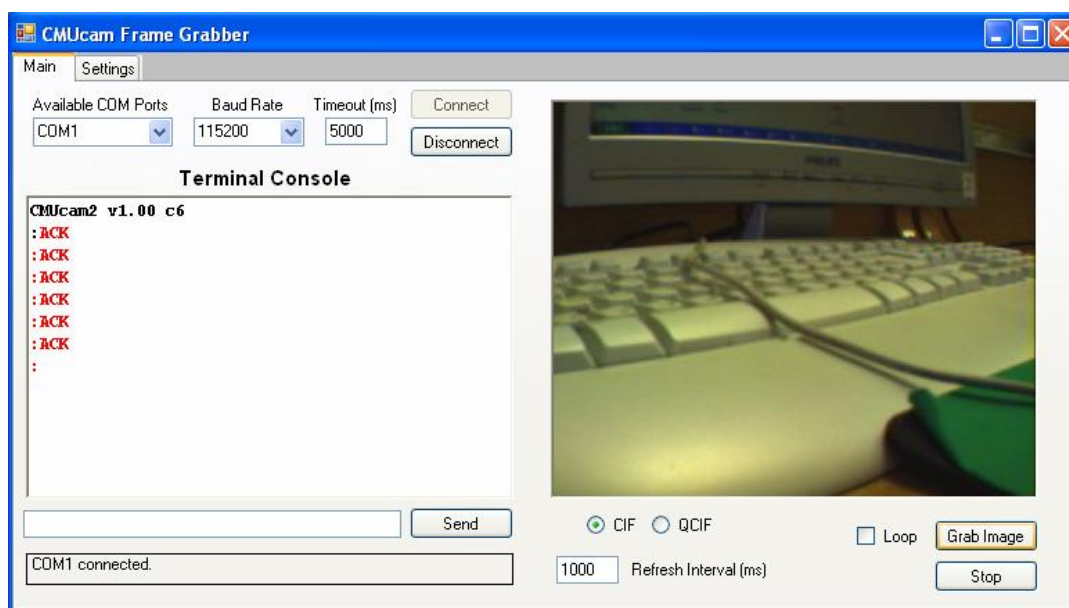 CMUcam Frame Grabber
Main Settings
Available COM Ports Baud Rate Timeout (ms) Connect
COM1 115200 5000 Disconnect
Terminal Console
CMUcam2 v1.00 c6
:ACK
:ACK
:ACK
:ACK
:ACK
:ACK
:
Send
COM1 connected.
PHILIPS
CIF QCIF
Loop Grab Image
1000 Refresh Interval (ms)
Stop